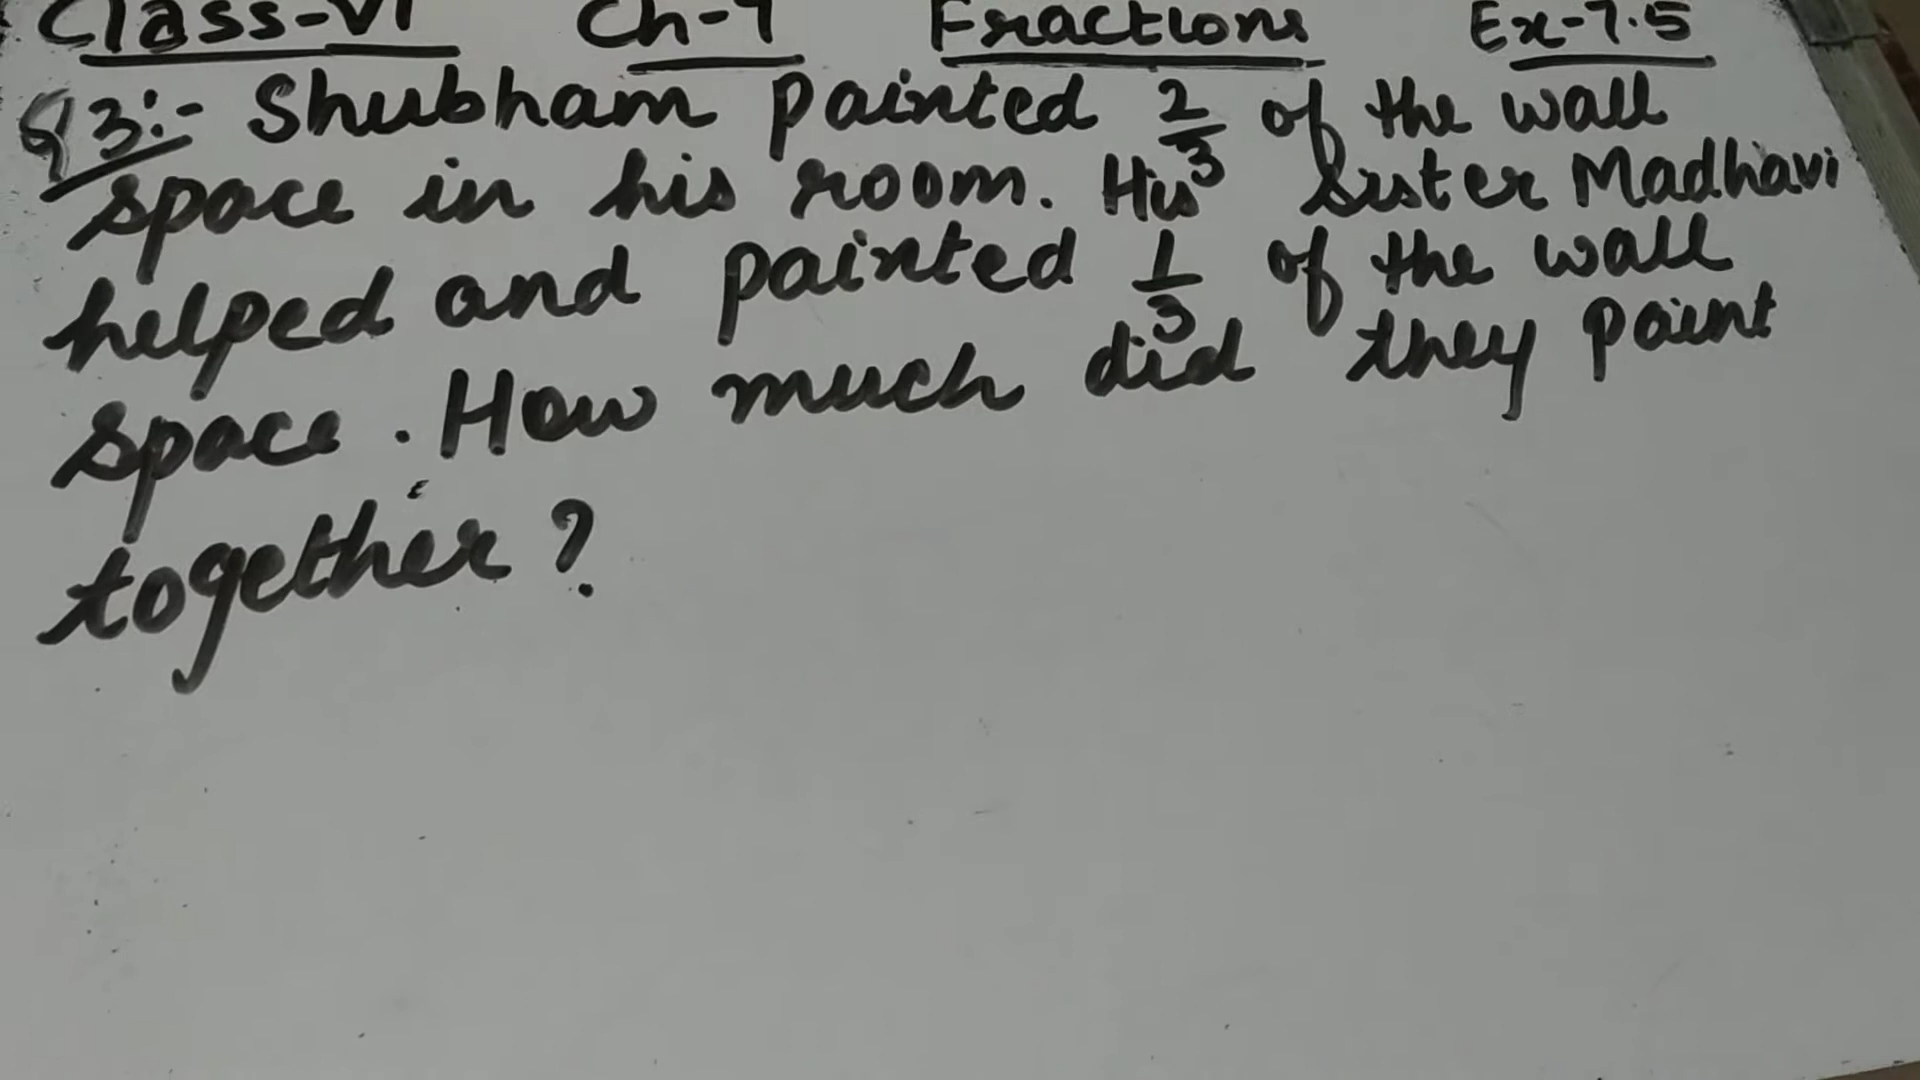 Class-VI Ch-7 Fractions Ex-7.5
Q3:- Shubham painted 2/3 of the wall
space in his room. His sister Madhavi
helped and painted 1/3 of the wall
space. How much did they paint
together?